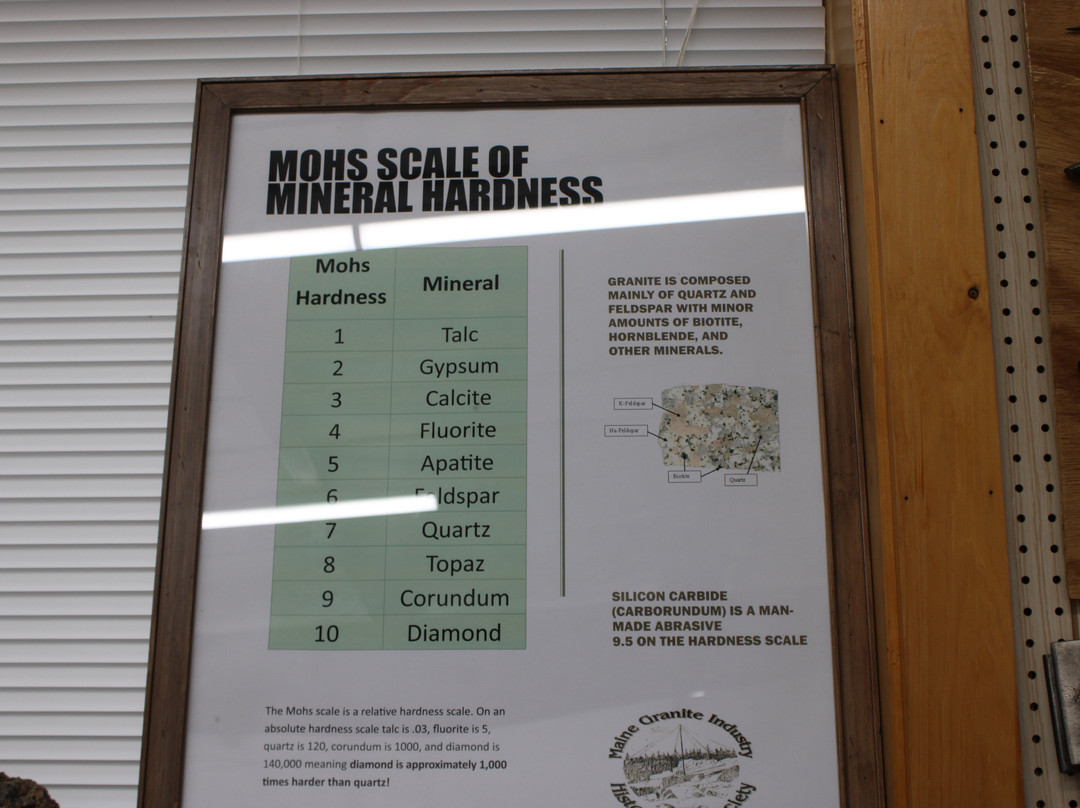 MOHS SCALE OF
MINERAL HARDNESS
Mohs Hardness Mineral
1 Talc
2 Gypsum
3 Calcite
4 Fluorite
5 Apatite
6 Feldspar
7 Quartz
8 Topaz
9 Corundum
10 Diamond
The Mohs scale is a relative hardness scale. On an
absolute hardness scale talc is .03, fluorite is 5,
quartz is 120, corundum is 1000, and diamond is
140,000 meaning diamond is approximately 1,000
times harder than quartz!
GRANITE IS COMPOSED
MAINLY OF QUARTZ AND
FELDSPAR WITH MINOR
AMOUNTS OF BIOTITE,
HORNBLENDE, AND
OTHER MINERALS.
K-Feldspar
Na-Feldspar
Biotite
Quartz
SILICON CARBIDE
(CARBORUNDUM) IS A MAN-
MADE ABRASIVE
9.5 ON THE HARDNESS SCALE
Maine Granite Industry